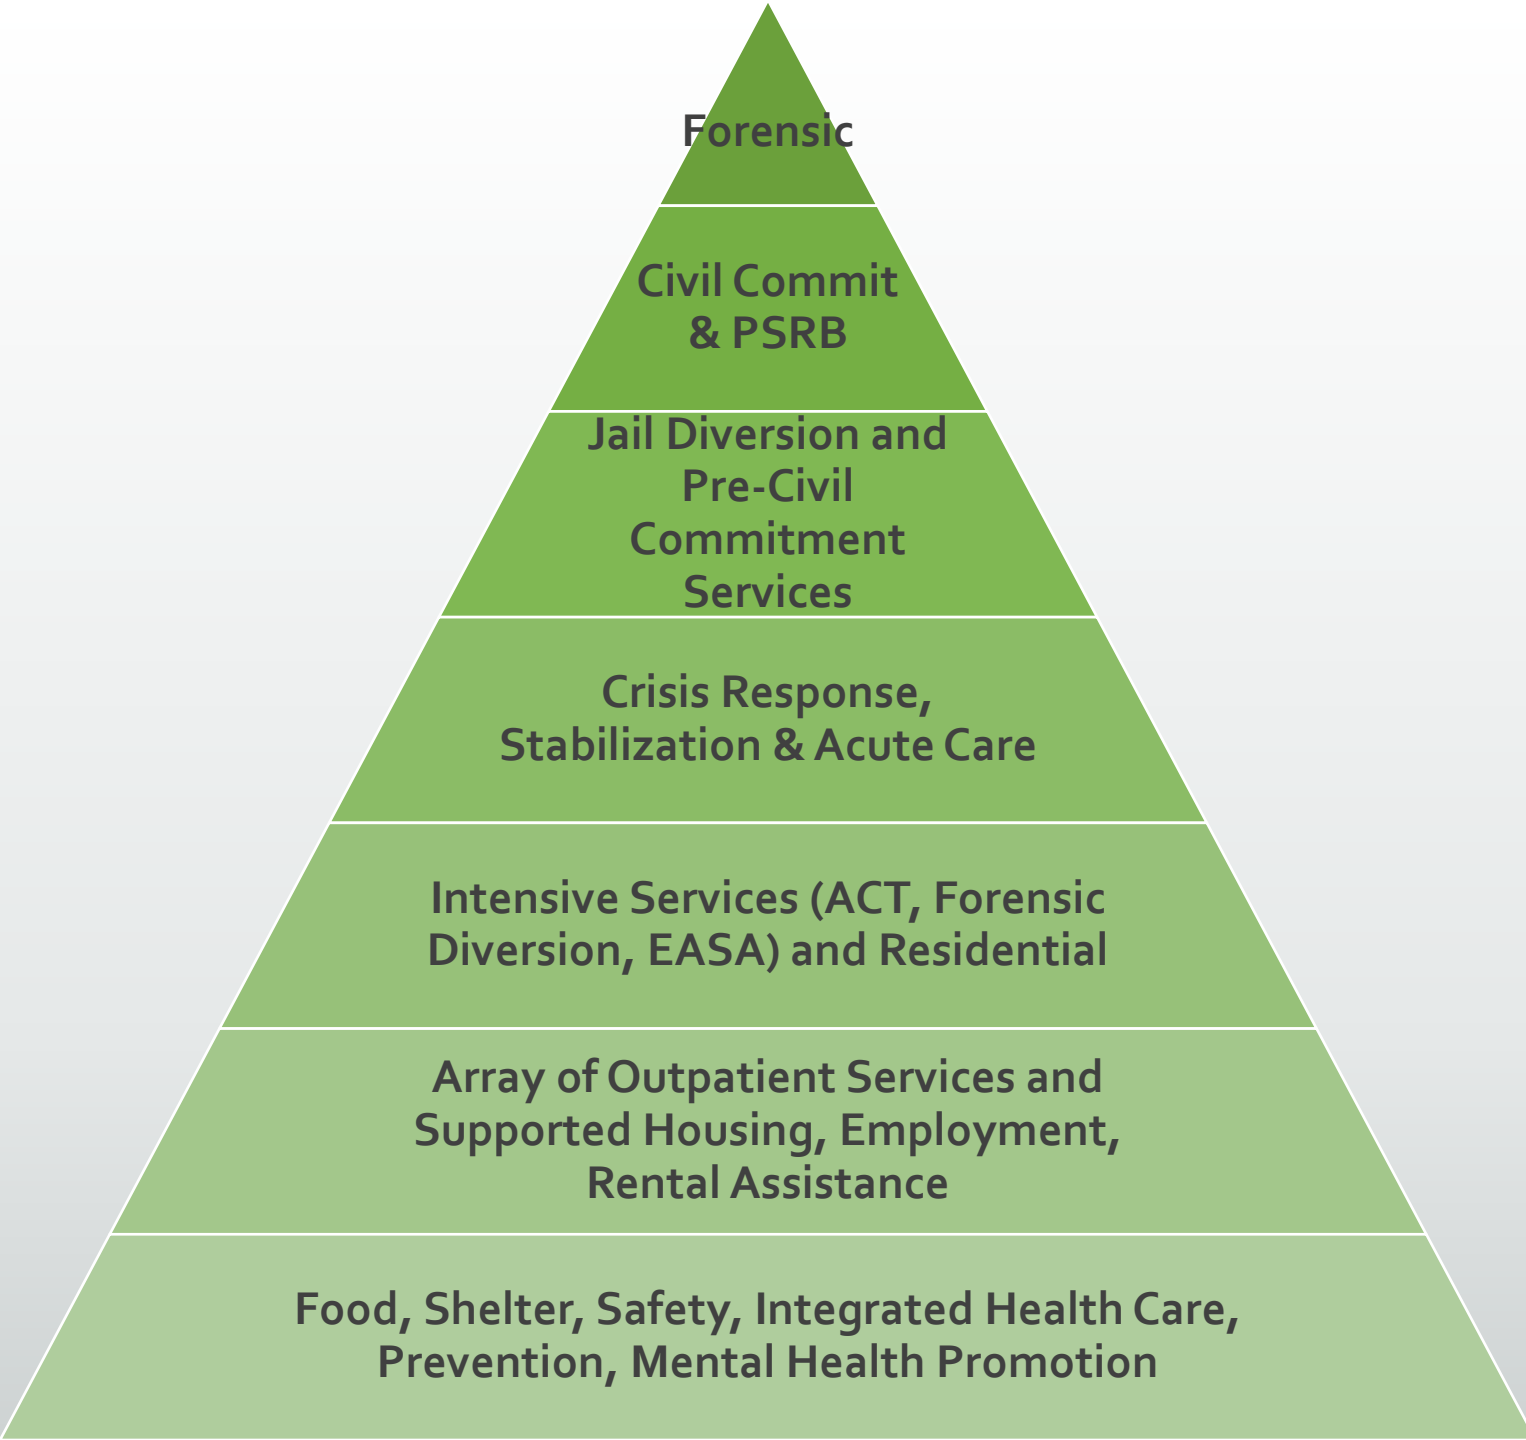 Forensic
Civil Commit
& PSRB
Jail Diversion and
Pre-Civil
Commitment
Services
Crisis Response,
Stabilization & Acute Care
Intensive Services (ACT, Forensic
Diversion, EASA) and Residential
Array of Outpatient Services and
Supported Housing, Employment,
Rental Assistance
Food, Shelter, Safety, Integrated Health Care,
Prevention, Mental Health Promotion